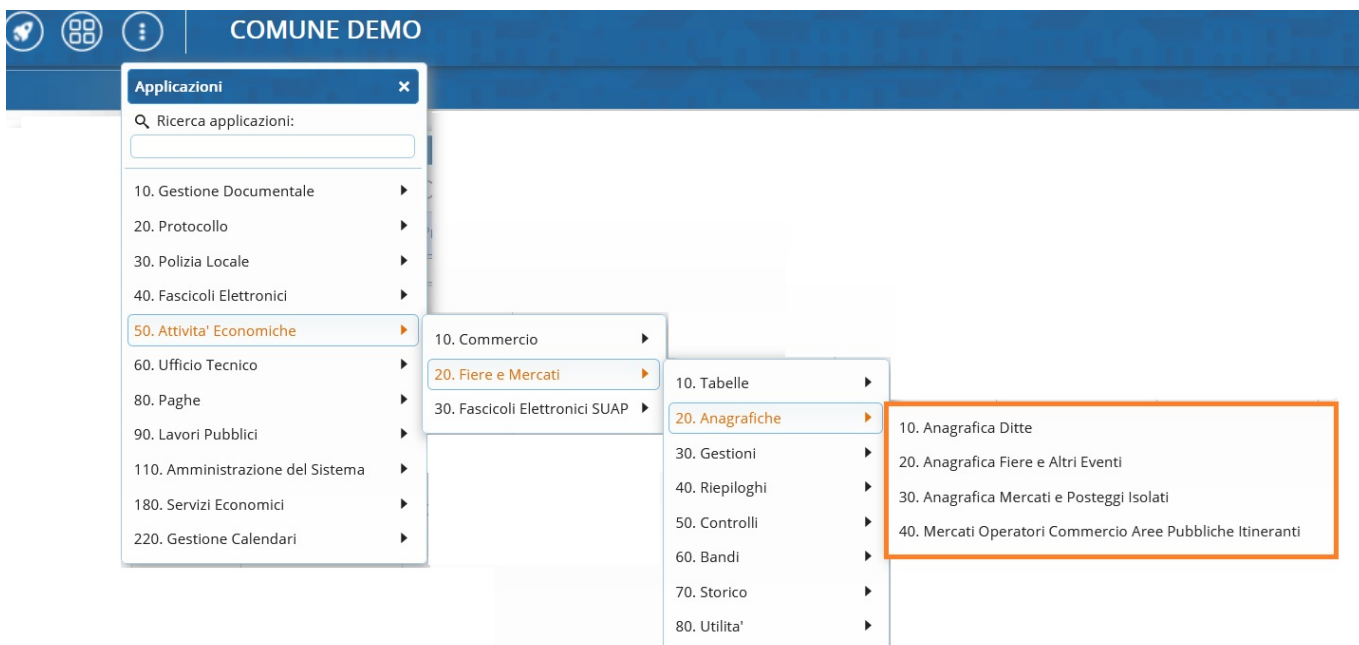 COMUNE DEMO
Applicazioni
Ricerca applicazioni:
10. Gestione Documentale
20. Protocollo
30. Polizia Locale
40. Fascicoli Elettronici
50. Attivita' Economiche
60. Ufficio Tecnico
80. Paghe
90. Lavori Pubblici
110. Amministrazione del Sistema
180. Servizi Economici
220. Gestione Calendari
10. Commercio
20. Fiere e Mercati
30. Fascicoli Elettronici SUAP
10. Tabelle
20. Anagrafiche
30. Gestioni
40. Riepiloghi
50. Controlli
60. Bandi
70. Storico
80. Utilita'
10. Anagrafica Ditte
20. Anagrafica Fiere e Altri Eventi
30. Anagrafica Mercati e Posteggi Isolati
40. Mercati Operatori Commercio Aree Pubbliche Itineranti